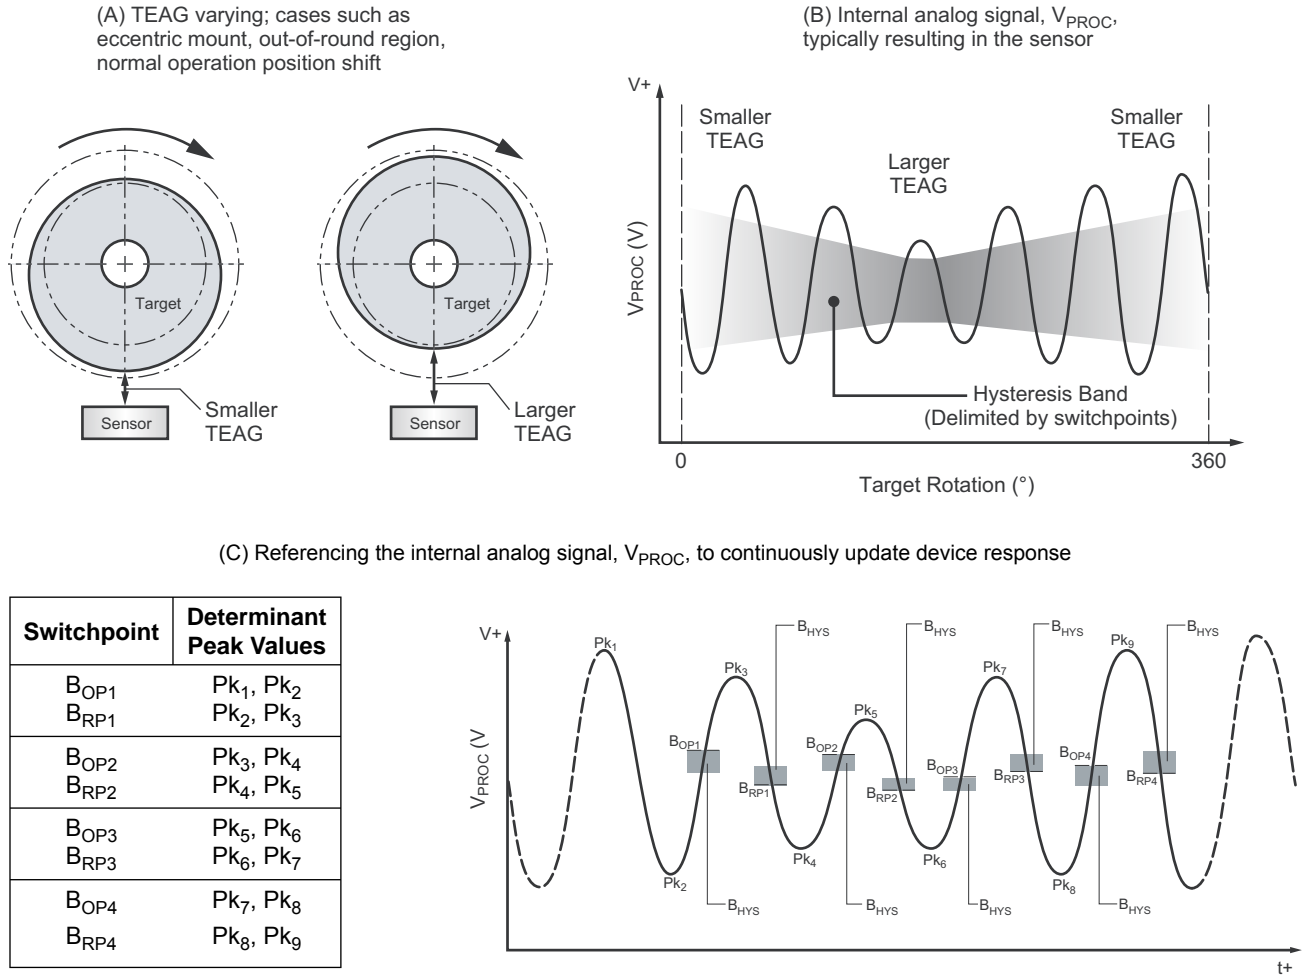 (A) TEAG varying; cases such as
eccentric mount, out-of-round region,
normal operation position shift
Target
Sensor
Smaller
TEAG
Target
Sensor
Larger
TEAG
(B) Internal analog signal, VPROC,
typically resulting in the sensor
V+
Smaller
TEAG
Larger
TEAG
Smaller
TEAG
VPROC (V)
Hysteresis Band
(Delimited by switchpoints)
0
360
Target Rotation (°)
(C) Referencing the internal analog signal, VPROC, to continuously update device response
Switchpoint
Determinant
Peak Values
BOP1 Pk1, Pk2
BRP1 Pk2, Pk3
BOP2 Pk3, Pk4
BRP2 Pk4, Pk5
BOP3 Pk5, Pk6
BRP3 Pk6, Pk7
BOP4 Pk7, Pk8
BRP4 Pk8, Pk9
V+
VPROC (V
Pk1
Pk3
BHYS
Pk5
BHYS
Pk7
BHYS
Pk9
BHYS
BOP1
BRP1
BOP2
BRP2
BOP3
BRP3
BOP4
BRP4
Pk2
Pk4
Pk6
Pk8
BHYS
BHYS
BHYS
BHYS
t+